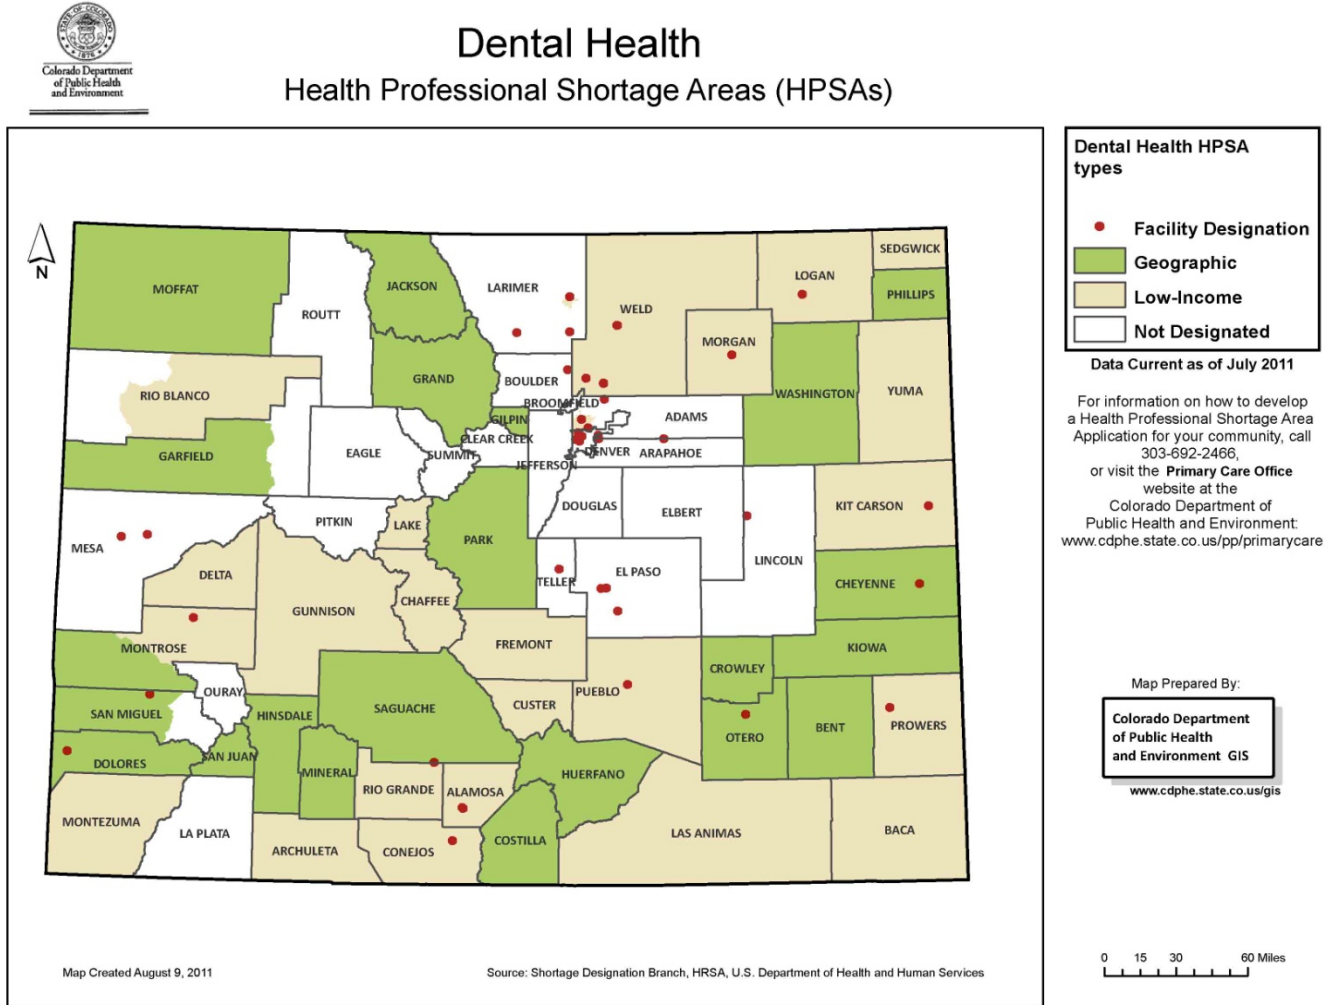 STATE OF COLORADO
1876
Colorado Department
of Public Health
and Environment
Dental Health
Health Professional Shortage Areas (HPSAs)
N
MOFFAT
ROUTT
JACKSON
LARIMER
WELD
LOGAN
SEDGWICK
PHILLIPS
MORGAN
RIO BLANCO
GRAND
BOULDER
WASHINGTON
YUMA
BROOMFIELD
GILPIN
ADAMS
GARFIELD
EAGLE
SUMMIT
CLEAR CREEK
JEFFERSON
DENVER
ARAPAHOE
PITKIN
LAKE
PARK
DOUGLAS
ELBERT
KIT CARSON
MESA
DELTA
GUNNISON
CHAFFEE
TELLER
EL PASO
LINCOLN
CHEYENNE
MONTROSE
FREMONT
KIOWA
OURAY
SAN MIGUEL
HINSDALE
SAGUACHE
CUSTER
PUEBLO
CROWLEY
OTERO
BENT
PROWERS
DOLORES
SAN JUAN
MINERAL
RIO GRANDE
ALAMOSA
HUERFANO
MONTEZUMA
LA PLATA
ARCHULETA
CONEJOS
COSTILLA
LAS ANIMAS
BACA
Map Created August 9, 2011
Source: Shortage Designation Branch, HRSA, U.S. Department of Health and Human Services
Dental Health HPSA
types
Facility Designation
Geographic
Low-Income
Not Designated
Data Current as of July 2011
For information on how to develop
a Health Professional Shortage Area
Application for your community, call
303-692-2466,
or visit the Primary Care Office
website at the
Colorado Department of
Public Health and Environment:
www.cdphe.state.co.us/pp/primarycare
Map Prepared By:
Colorado Department
of Public Health
and Environment GIS
www.cdphe.state.co.us/gis
0 15 30 60 Miles